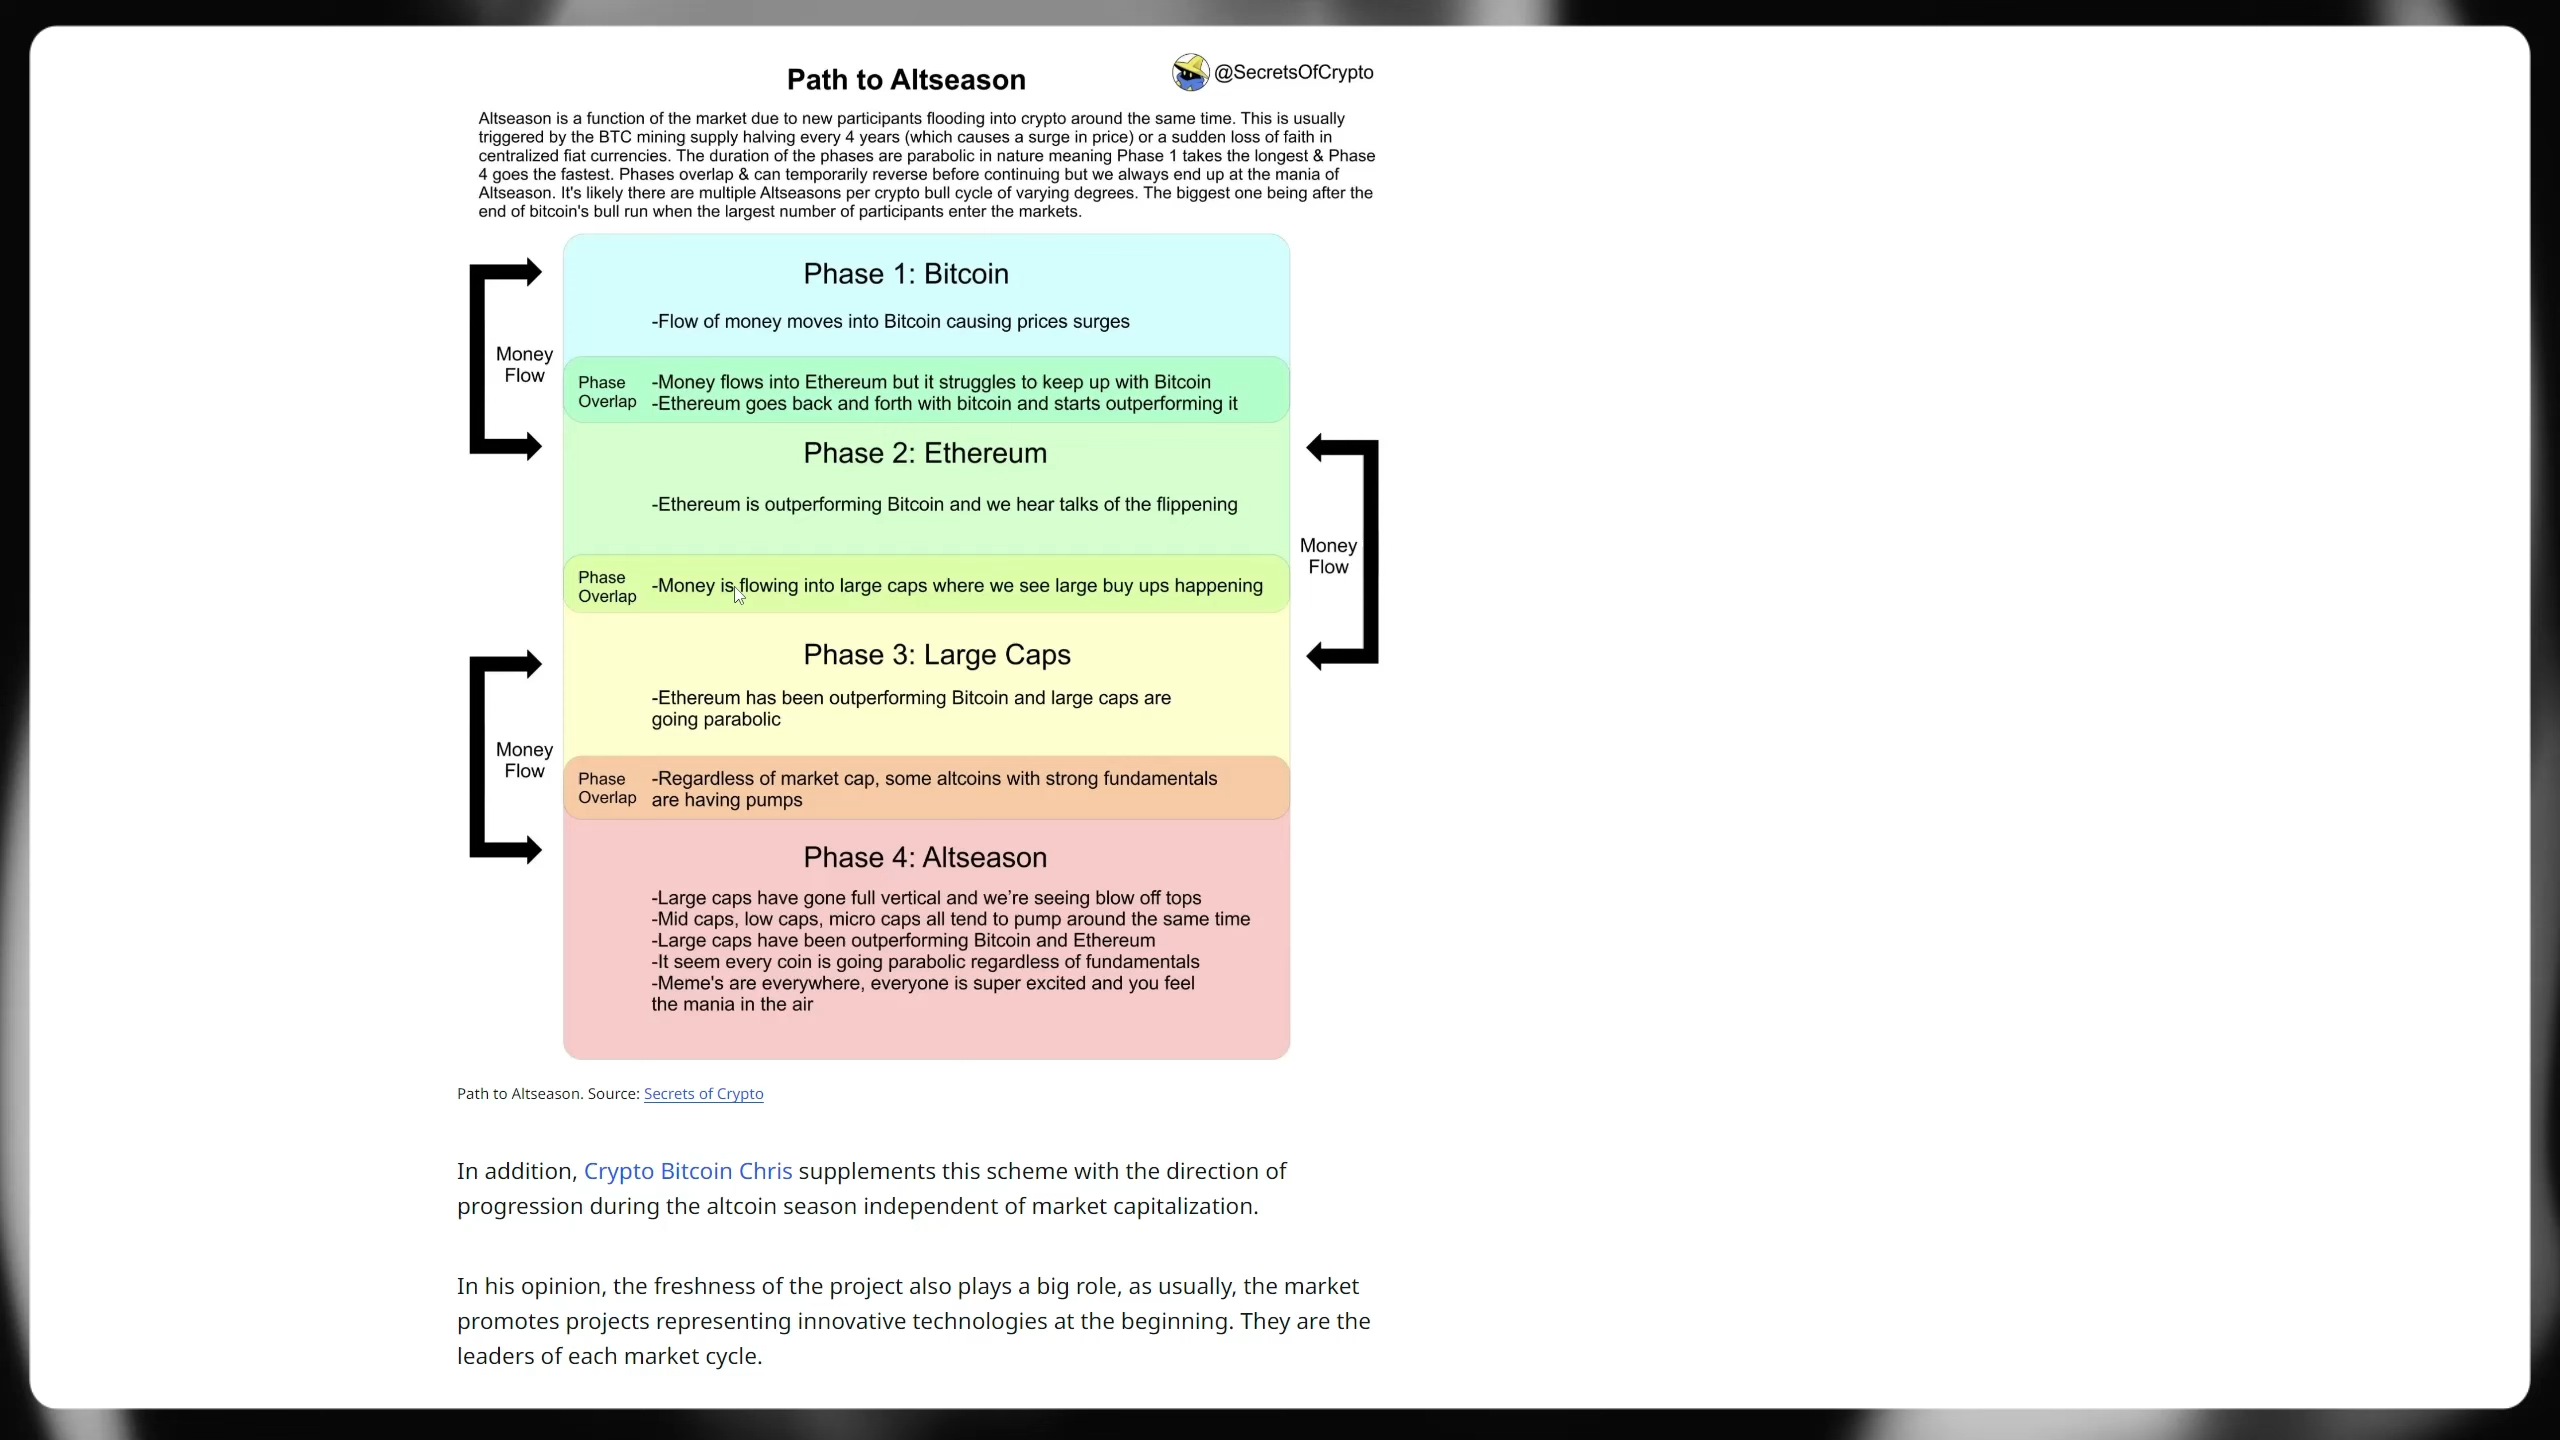 Path to Altseason
@SecretsOfCrypto
Altseason is a function of the market due to new participants flooding into crypto around the same time. This is usually
triggered by the BTC mining supply halving every 4 years (which causes a surge in price) or a sudden loss of faith in
centralized fiat currencies. The duration of the phases are parabolic in nature meaning Phase 1 takes the longest & Phase
4 goes the fastest. Phases overlap & can temporarily reverse before continuing but we always end up at the mania of
Altseason. It's likely there are multiple Altseasons per crypto bull cycle of varying degrees. The biggest one being after the
end of bitcoin's bull run when the largest number of participants enter the markets.
Phase 1: Bitcoin
-Flow of money moves into Bitcoin causing prices surges
Money
Flow
Phase
Overlap
-Money flows into Ethereum but it struggles to keep up with Bitcoin
-Ethereum goes back and forth with bitcoin and starts outperforming it
Phase 2: Ethereum
-Ethereum is outperforming Bitcoin and we hear talks of the flippening
Money
Flow
Phase
Overlap
-Money is flowing into large caps where we see large buy ups happening
Phase 3: Large Caps
-Ethereum has been outperforming Bitcoin and large caps are
going parabolic
Money
Flow
Phase
Overlap
-Regardless of market cap, some altcoins with strong fundamentals
are having pumps
Phase 4: Altseason
-Large caps have gone full vertical and we're seeing blow off tops
-Mid caps, low caps, micro caps all tend to pump around the same time
-Large caps have been outperforming Bitcoin and Ethereum
-It seem every coin is going parabolic regardless of fundamentals
-Meme's are everywhere, everyone is super excited and you feel
the mania in the air
Path to Altseason. Source: Secrets of Crypto
In addition, Crypto Bitcoin Chris supplements this scheme with the direction of
progression during the altcoin season independent of market capitalization.
In his opinion, the freshness of the project also plays a big role, as usually, the market
promotes projects representing innovative technologies at the beginning. They are the
leaders of each market cycle.